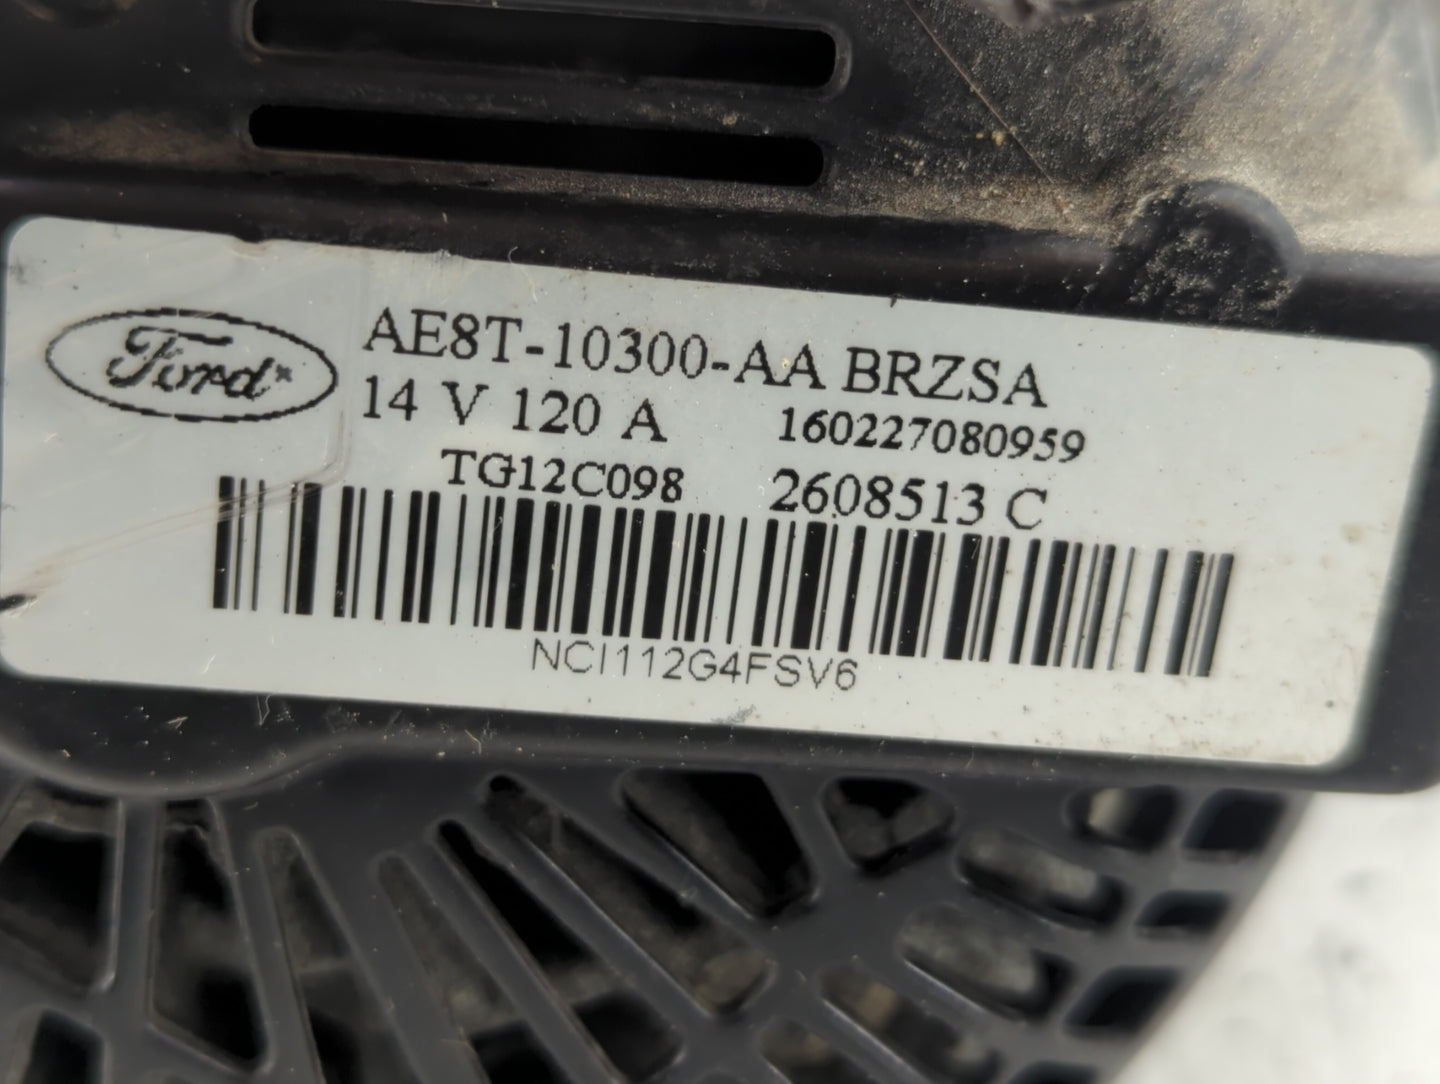 Ford
AE8T-10300-AA BRZSA
14 V 120 A 160227080959
TG12C098 2608513 C
NCI112G4FSV6